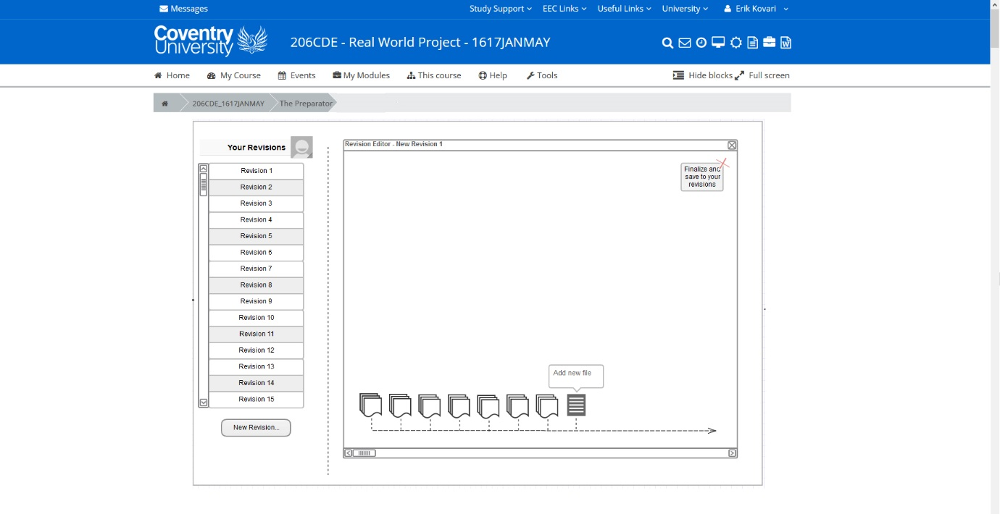 Messages
Study Support
EEC Links
Useful Links
University
Erik Kovari
Coventry
University
206CDE - Real World Project - 1617JANMAY
Home
My Course
Events
My Modules
This course
Help
Tools
Hide blocks
Full screen
206CDE_1617JANMAY
The Preparator
Your Revisions
Revision 1
Revision 2
Revision 3
Revision 4
Revision 5
Revision 6
Revision 7
Revision 8
Revision 9
Revision 10
Revision 11
Revision 12
Revision 13
Revision 14
Revision 15
New Revision...
Revision Editor - New Revision 1
Finalize and
save to your
revisions
Add new file